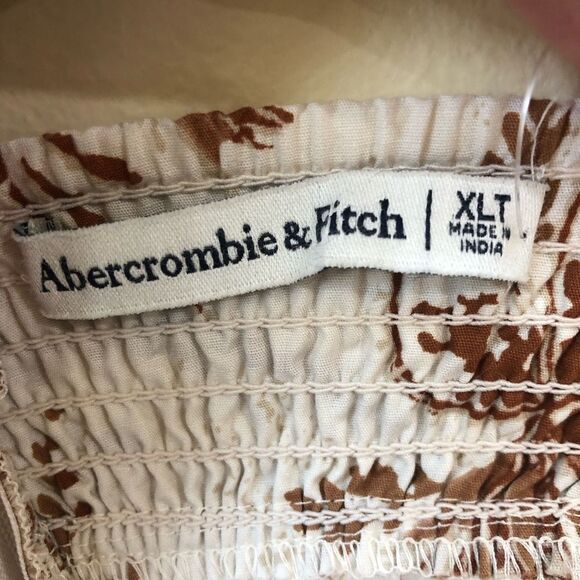 Abercrombie & Fitch
XLT
MADE IN
INDIA